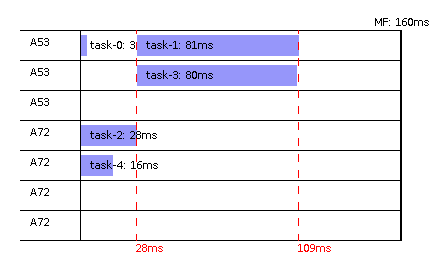 MF: 160ms
A53 task-0: 3 task-1: 81ms
A53 task-3: 80ms
A53
A72 task-2: 28ms
A72 task-4: 16ms
A72
A72
28ms 109ms